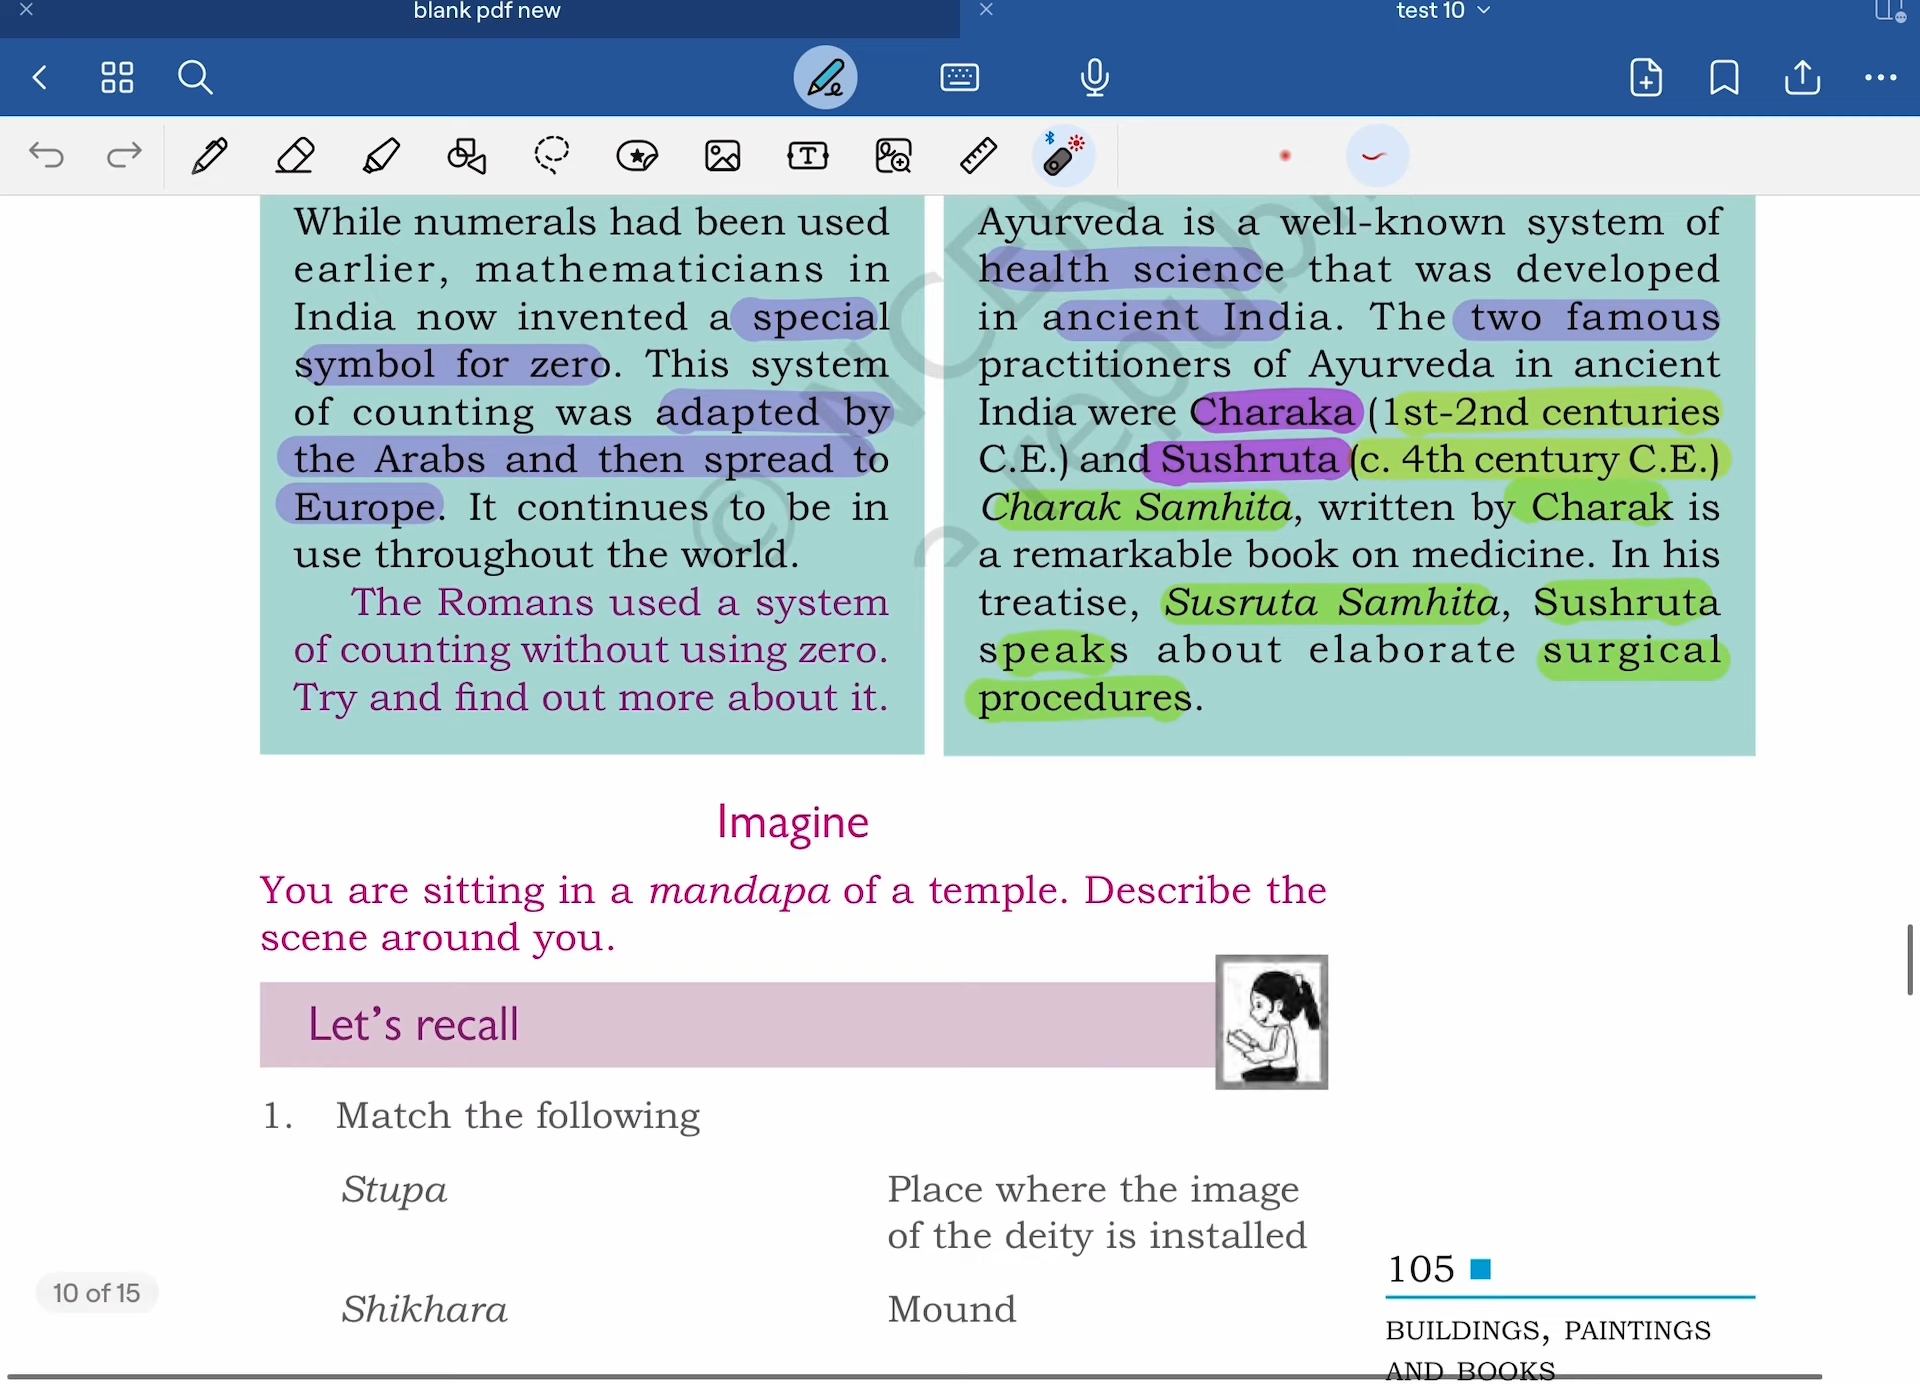 blank pdf new
test 10
While numerals had been used
earlier, mathematicians in
India now invented a special
symbol for zero. This system
of counting was adapted by
the Arabs and then spread to
Europe. It continues to be in
use throughout the world.
The Romans used a system
of counting without using zero.
Try and find out more about it.
Ayurveda is a well-known system of
health science that was developed
in ancient India. The two famous
practitioners of Ayurveda in ancient
India were Charaka (1st-2nd centuries
C.E.) and Sushruta (c. 4th century C.E.)
Charak Samhita, written by Charak is
a remarkable book on medicine. In his
treatise, Susruta Samhita, Sushruta
speaks about elaborate surgical
procedures.
Imagine
You are sitting in a mandapa of a temple. Describe the
scene around you.
Let's recall
1. Match the following
Stupa
Place where the image
of the deity is installed
Shikhara
Mound
10 of 15
105
BUILDINGS, PAINTINGS
AND BOOKS